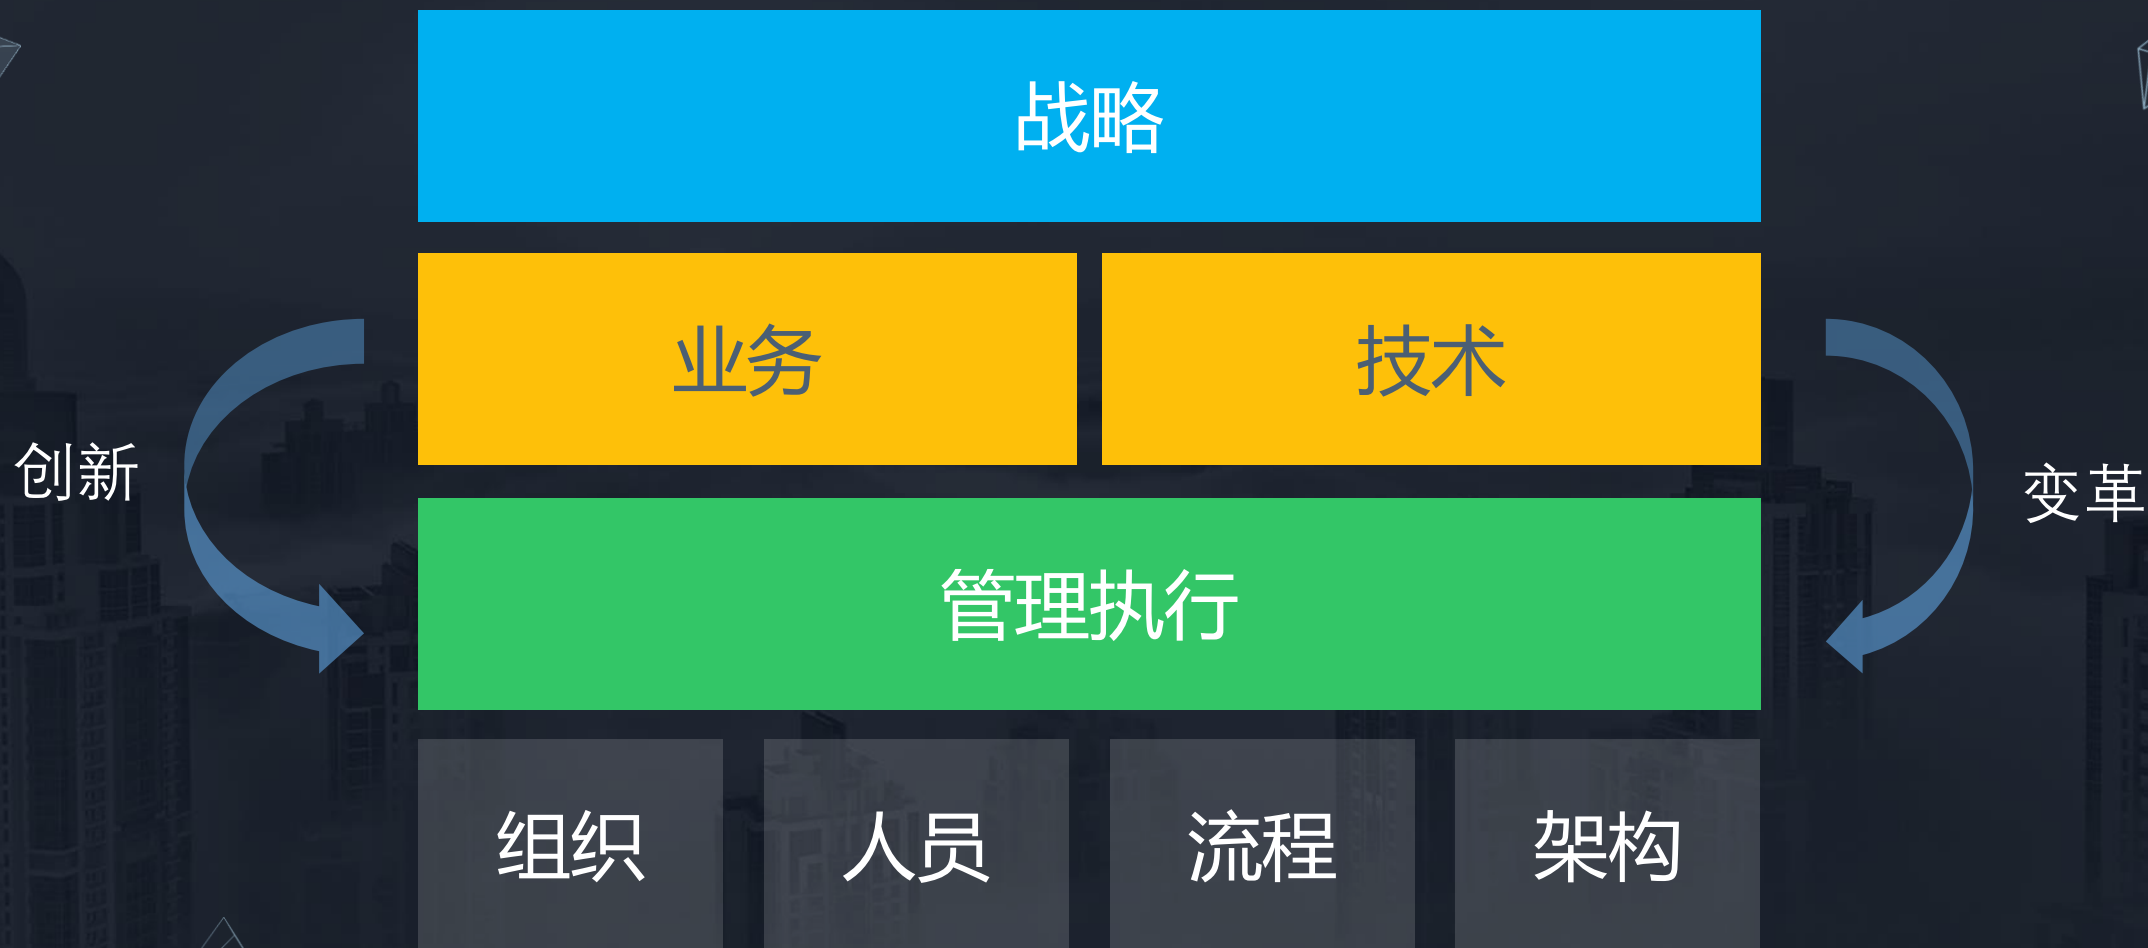 战略
业务
技术
创新
变革
管理执行
组织
人员
流程
架构